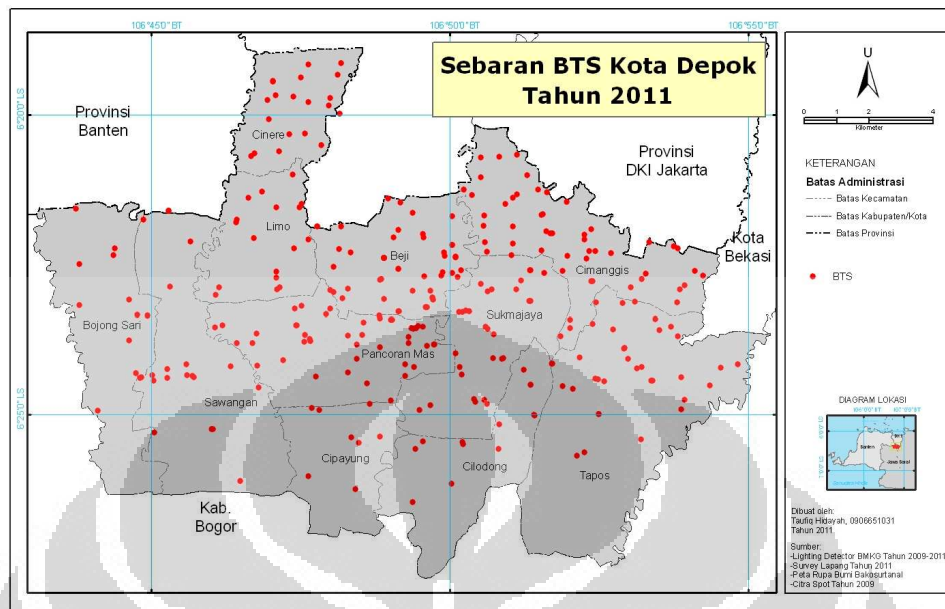 106°45'0"BT
106°50'0"BT
106°55'0"BT
6°20'0"LS
6°25'0"LS
Sebaran BTS Kota Depok
Tahun 2011
Provinsi
Banten
Provinsi
DKI Jakarta
Kota
Bekasi
Kab.
Bogor
Cinere
Limo
Beji
Cimanggis
Sukmajaya
Bojong Sari
Pancoran Mas
Sawangan
Cipayung
Cilodong
Tapos
U
0 1 2 4
Kilometer
KETERANGAN
Batas Administrasi
Batas Kecamatan
Batas Kabupaten/Kota
Batas Provinsi
BTS
DIAGRAM LOKASI
Banten
Jawa Barat
Dibuat oleh:
Taufiq Hidayah, 0906651031
Tahun 2011
Sumber:
-Lighting Detector BMKG Tahun 2009-2011
-Survey Lapang Tahun 2011
-Peta Rupa Bumi Bakosurtanal
-Citra Spot Tahun 2009